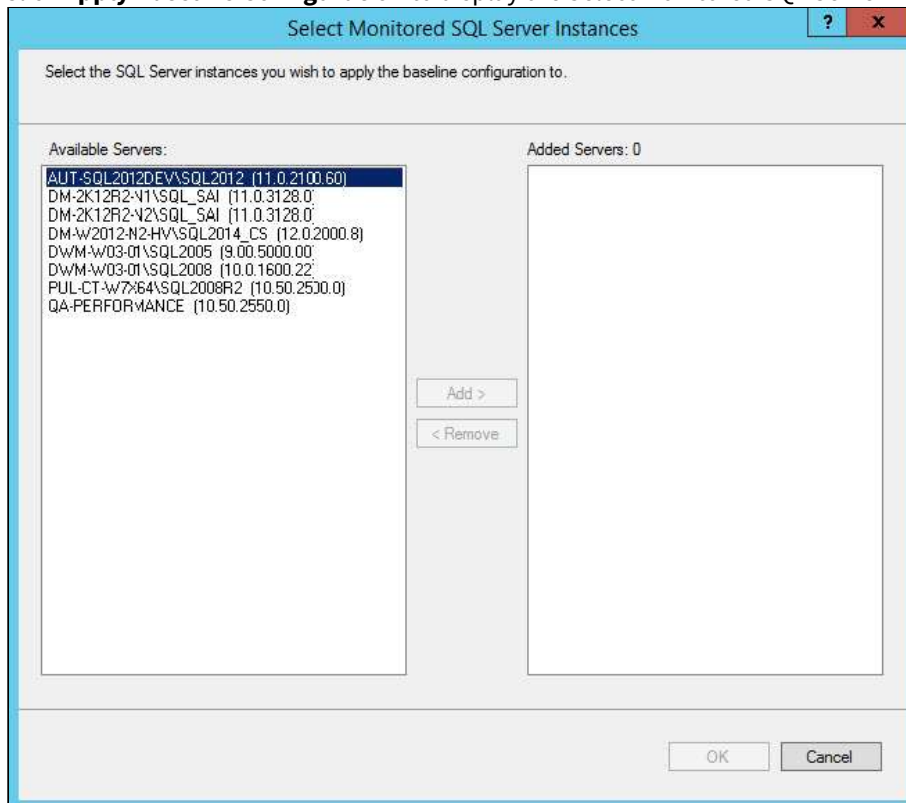 Select Monitored SQL Server Instances
? x
Select the SQL Server instances you wish to apply the baseline configuration to.
Available Servers:
Added Servers: 0
AUT-SQL2012DEV\SQL2012 (11.0.2100.60)
DM-2K12R2-N1\SQL_SAI (11.0.3128.0)
DM-2K12R2-N2\SQL_SAI (11.0.3128.0)
DM-W2012-N2-HV\SQL2014_CS (12.0.2000.8)
DWM-W03-01\SQL2005 (9.00.5000.00)
DWM-W03-01\SQL2008 (10.0.1600.22)
PUL-CT-W7X64\SQL2008R2 (10.50.2500.0)
QA-PERFORMANCE (10.50.2550.0)
Add >
< Remove
OK Cancel